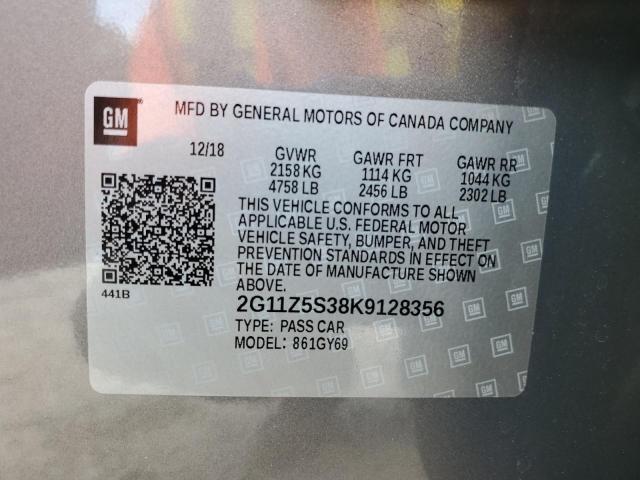 GM
MFD BY GENERAL MOTORS OF CANADA COMPANY
12/18 GVWR GAWR FRT GAWR RR
2158 KG 1114 KG 1044 KG
4758 LB 2456 LB 2302 LB
THIS VEHICLE CONFORMS TO ALL
APPLICABLE U.S. FEDERAL MOTOR
VEHICLE SAFETY, BUMPER, AND THEFT
PREVENTION STANDARDS IN EFFECT ON
THE DATE OF MANUFACTURE SHOWN
ABOVE.
441B
2G11Z5S38K9128356
TYPE: PASS CAR
MODEL: 861GY69